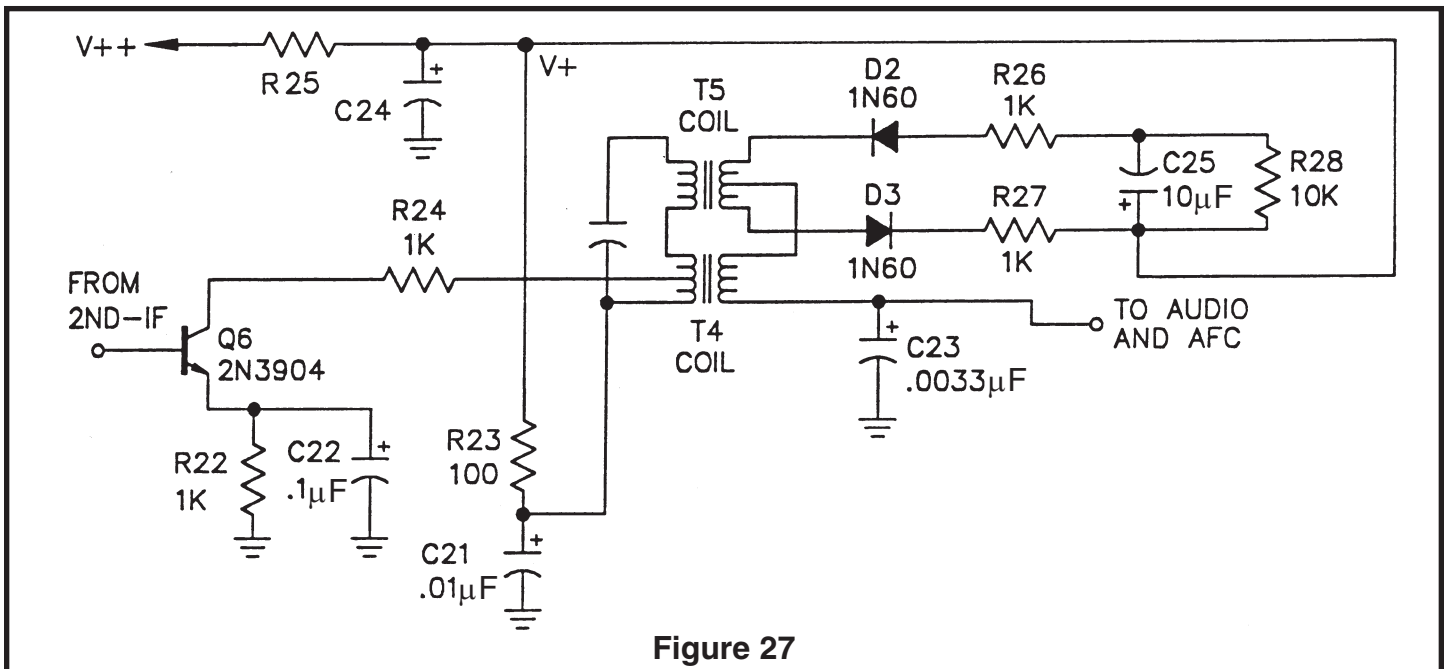 V++
R25
C24
V+
T5
COIL
D2
1N60
R26
1K
C25
10µF
R28
10K
D3
1N60
R27
1K
R24
1K
FROM
2ND-IF
Q6
2N3904
T4
COIL
C23
.0033µF
TO AUDIO
AND AFC
R22
1K
C22
.1µF
R23
100
C21
.01µF
Figure 27